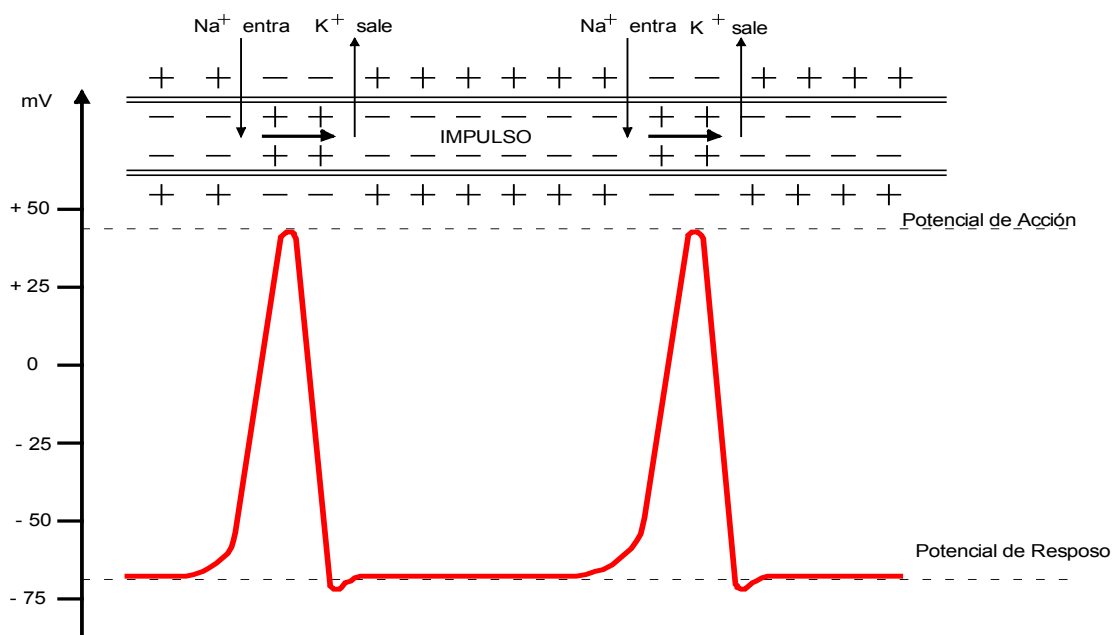 Na+ entra K+ sale Na+ entra K+ sale
mV
IMPULSO
+ 50
Potencial de Acción
+ 25
0
- 25
- 50
Potencial de Resposo
- 75